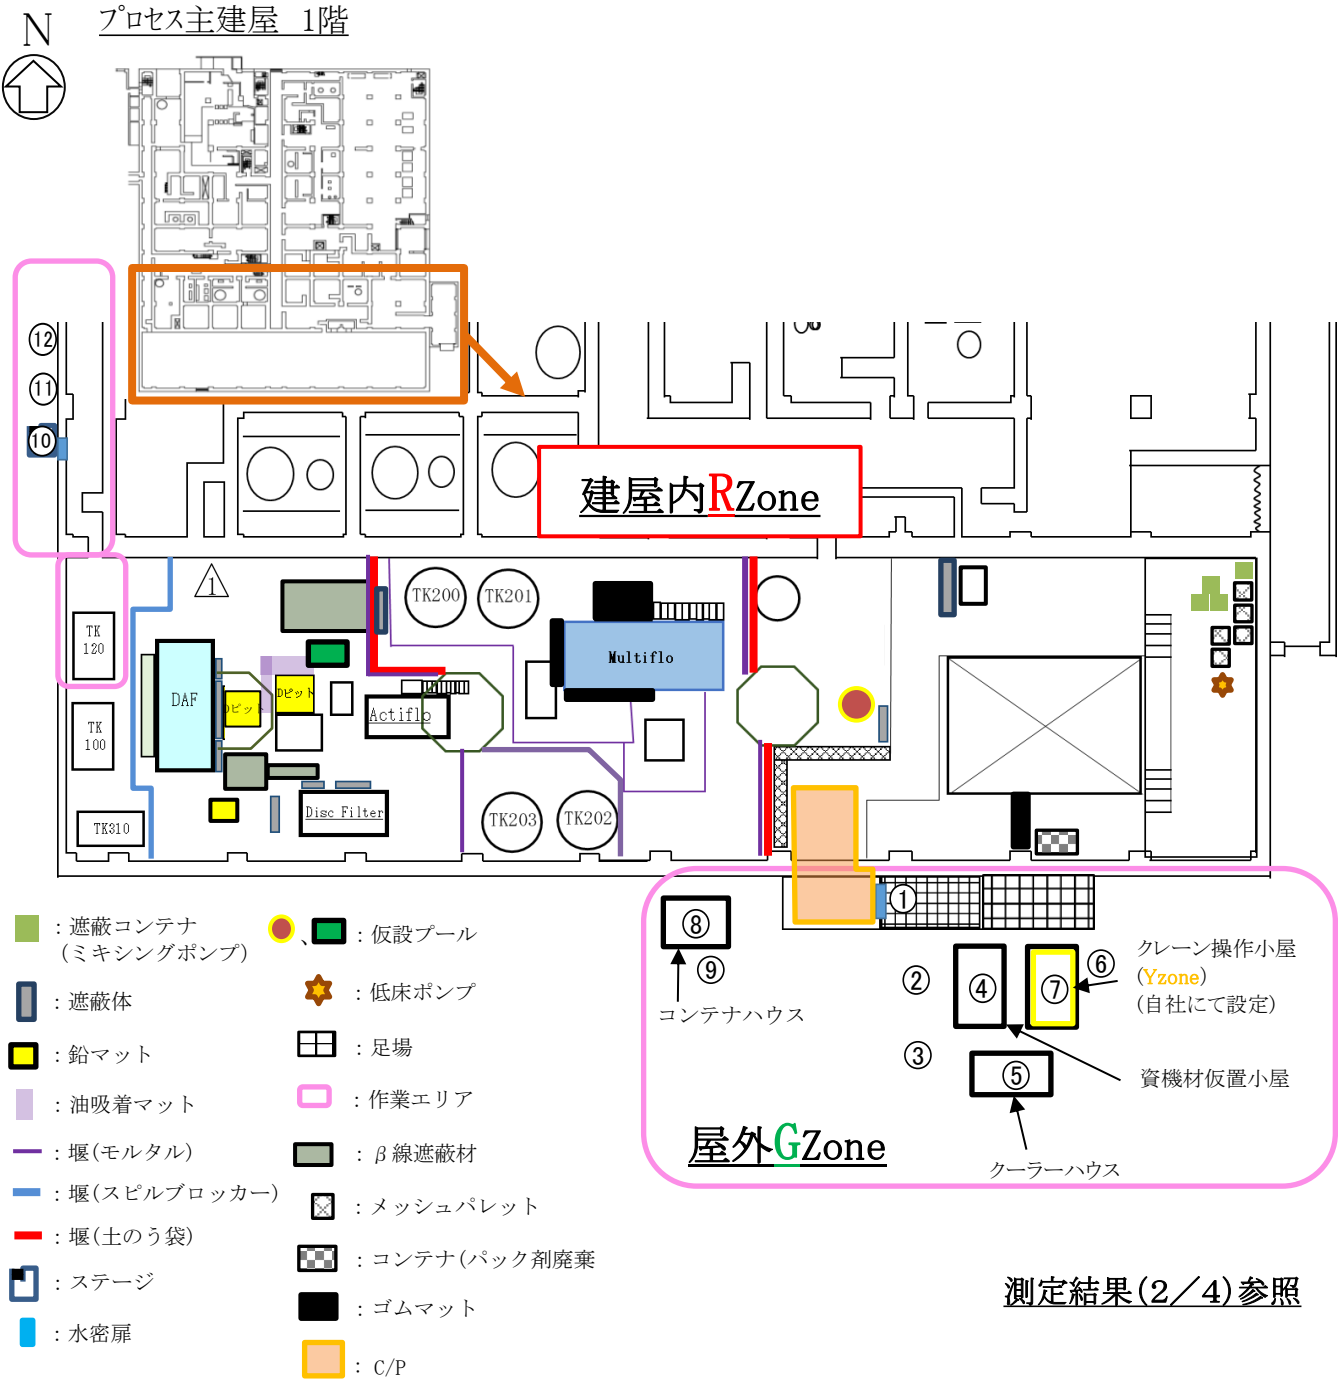 N
プロセス主建屋 1階
⑫
⑪
⑩
建屋内RZone
1
TK200
TK201
TK
120
Multiflo
DAF
Dピット
Dピット
Actiflo
TK
100
TK203
TK202
Disc Filter
TK310
①
⑧
⑨
②
④
⑦
⑥
③
⑤
クレーン操作小屋
(Yzone)
(自社にて設定)
コンテナハウス
資機材仮置小屋
屋外GZone
クーラーハウス
測定結果(2／4)参照
：遮蔽コンテナ
(ミキシングポンプ)
：遮蔽体
：鉛マット
：油吸着マット
：堰(モルタル)
：堰(スピルブロッカー)
：堰(土のう袋)
：ステージ
：水密扉
、
：仮設プール
：低床ポンプ
：足場
：作業エリア
：β線遮蔽材
：メッシュパレット
：コンテナ(パック剤廃棄
：ゴムマット
：C/P